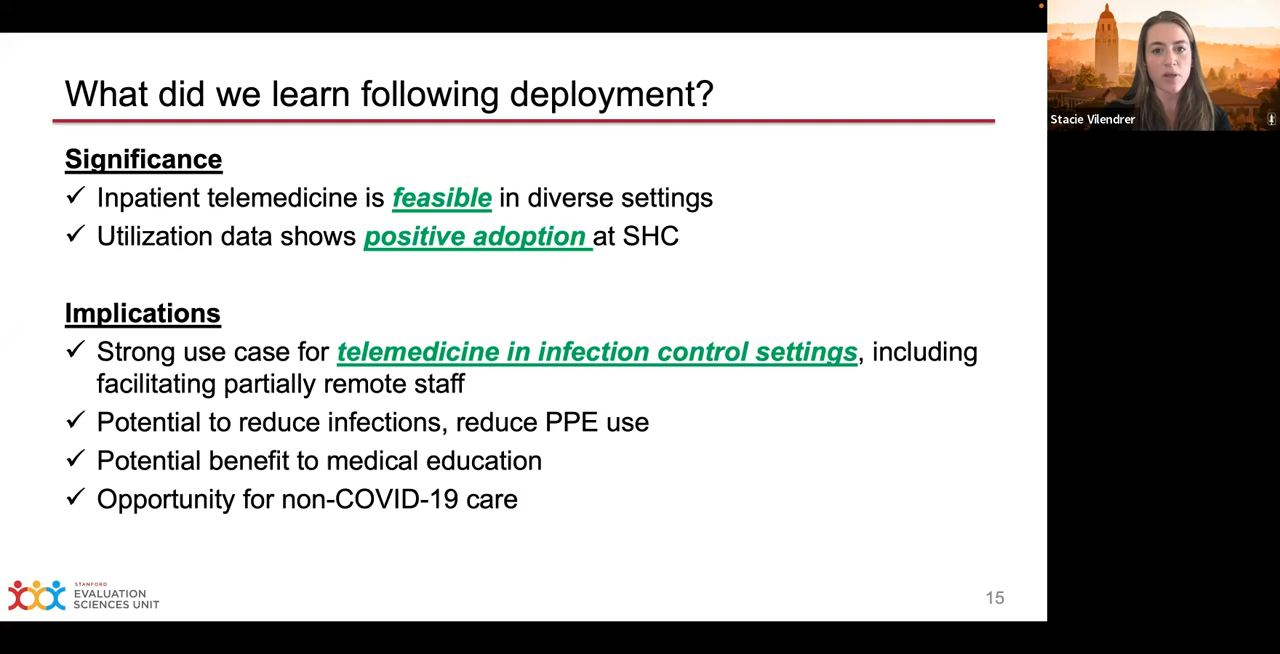 What did we learn following deployment?
Stacie Vilendrer
Significance
✓ Inpatient telemedicine is feasible in diverse settings
✓ Utilization data shows positive adoption at SHC
Implications
✓ Strong use case for telemedicine in infection control settings, including
facilitating partially remote staff
✓ Potential to reduce infections, reduce PPE use
✓ Potential benefit to medical education
✓ Opportunity for non-COVID-19 care
STANFORD
EVALUATION
SCIENCES UNIT
15